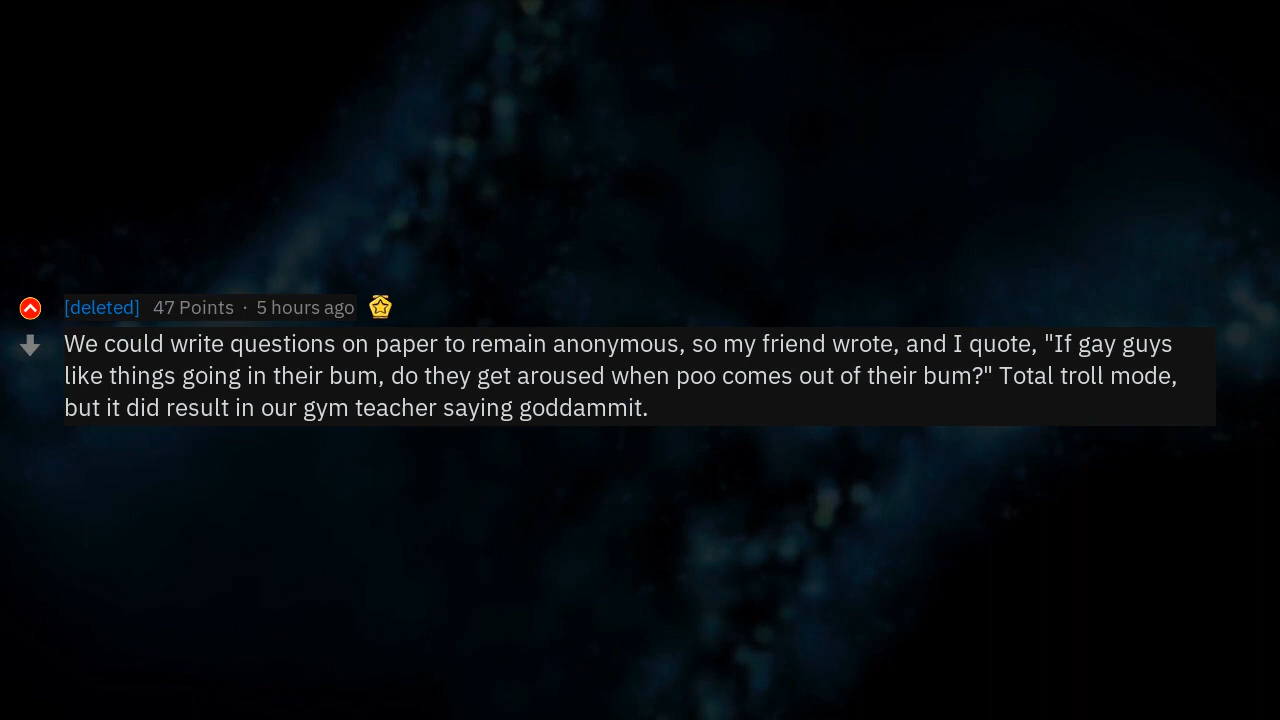 [deleted] 47 Points · 5 hours ago
We could write questions on paper to remain anonymous, so my friend wrote, and I quote, "If gay guys
like things going in their bum, do they get aroused when poo comes out of their bum?" Total troll mode,
but it did result in our gym teacher saying goddammit.